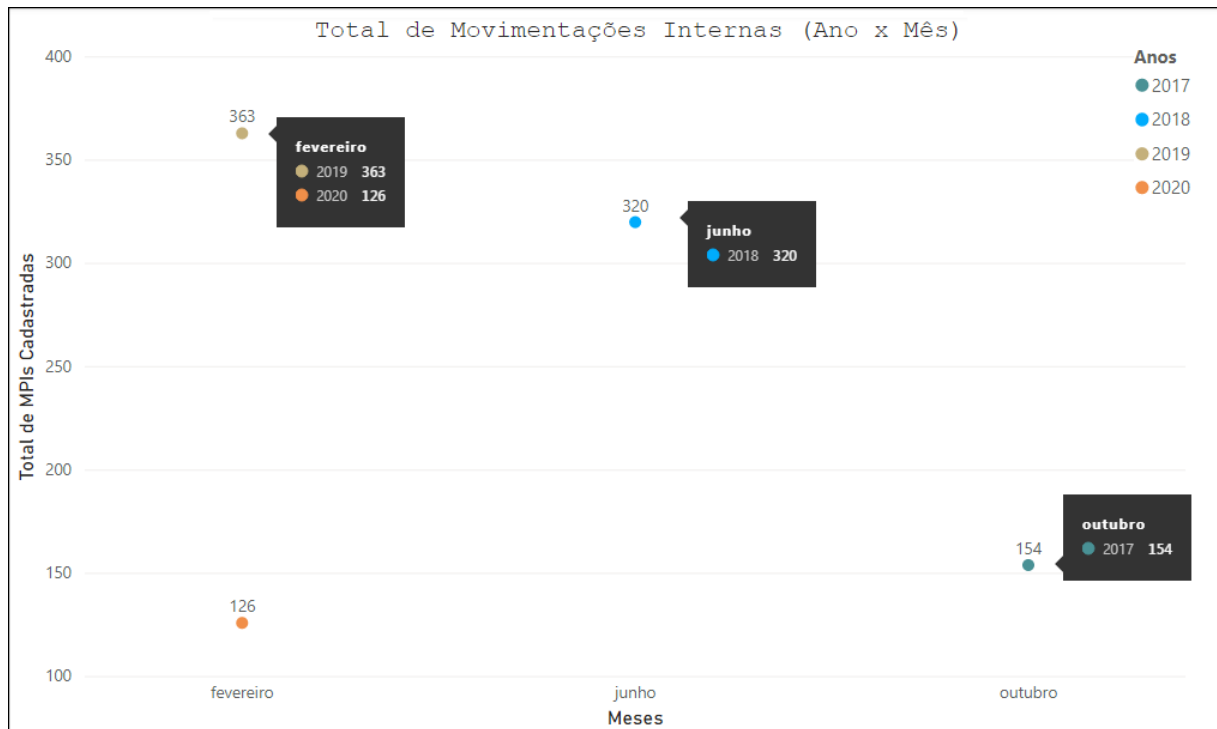 Total de Movimentações Internas (Ano x Mês)
Anos
2017
2018
2019
2020
Total de MPIs Cadastradas
400
350
300
250
200
150
100
363
fevereiro
2019 363
2020 126
320
junho
2018 320
154
outubro
2017 154
126
fevereiro
junho
outubro
Meses